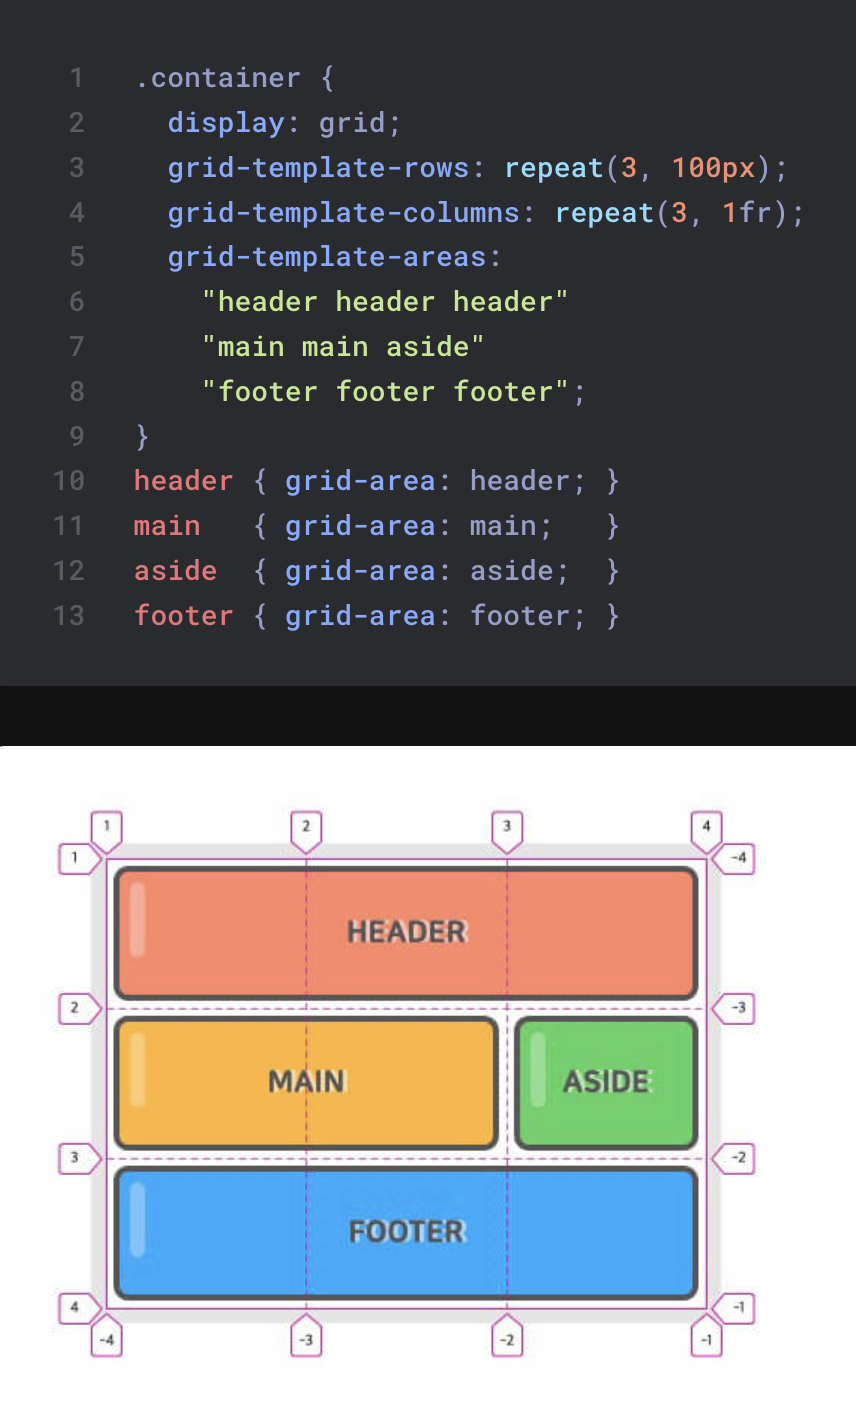 1 .container {
2 display: grid;
3 grid-template-rows: repeat(3, 100px);
4 grid-template-columns: repeat(3, 1fr);
5 grid-template-areas:
6 "header header header"
7 "main main aside"
8 "footer footer footer";
9 }
10 header { grid-area: header; }
11 main { grid-area: main; }
12 aside { grid-area: aside; }
13 footer { grid-area: footer; }
1 2 3 4
1 -4
HEADER
2 -3
MAIN ASIDE
3 -2
FOOTER
4 -1
-4 -3 -2 -1